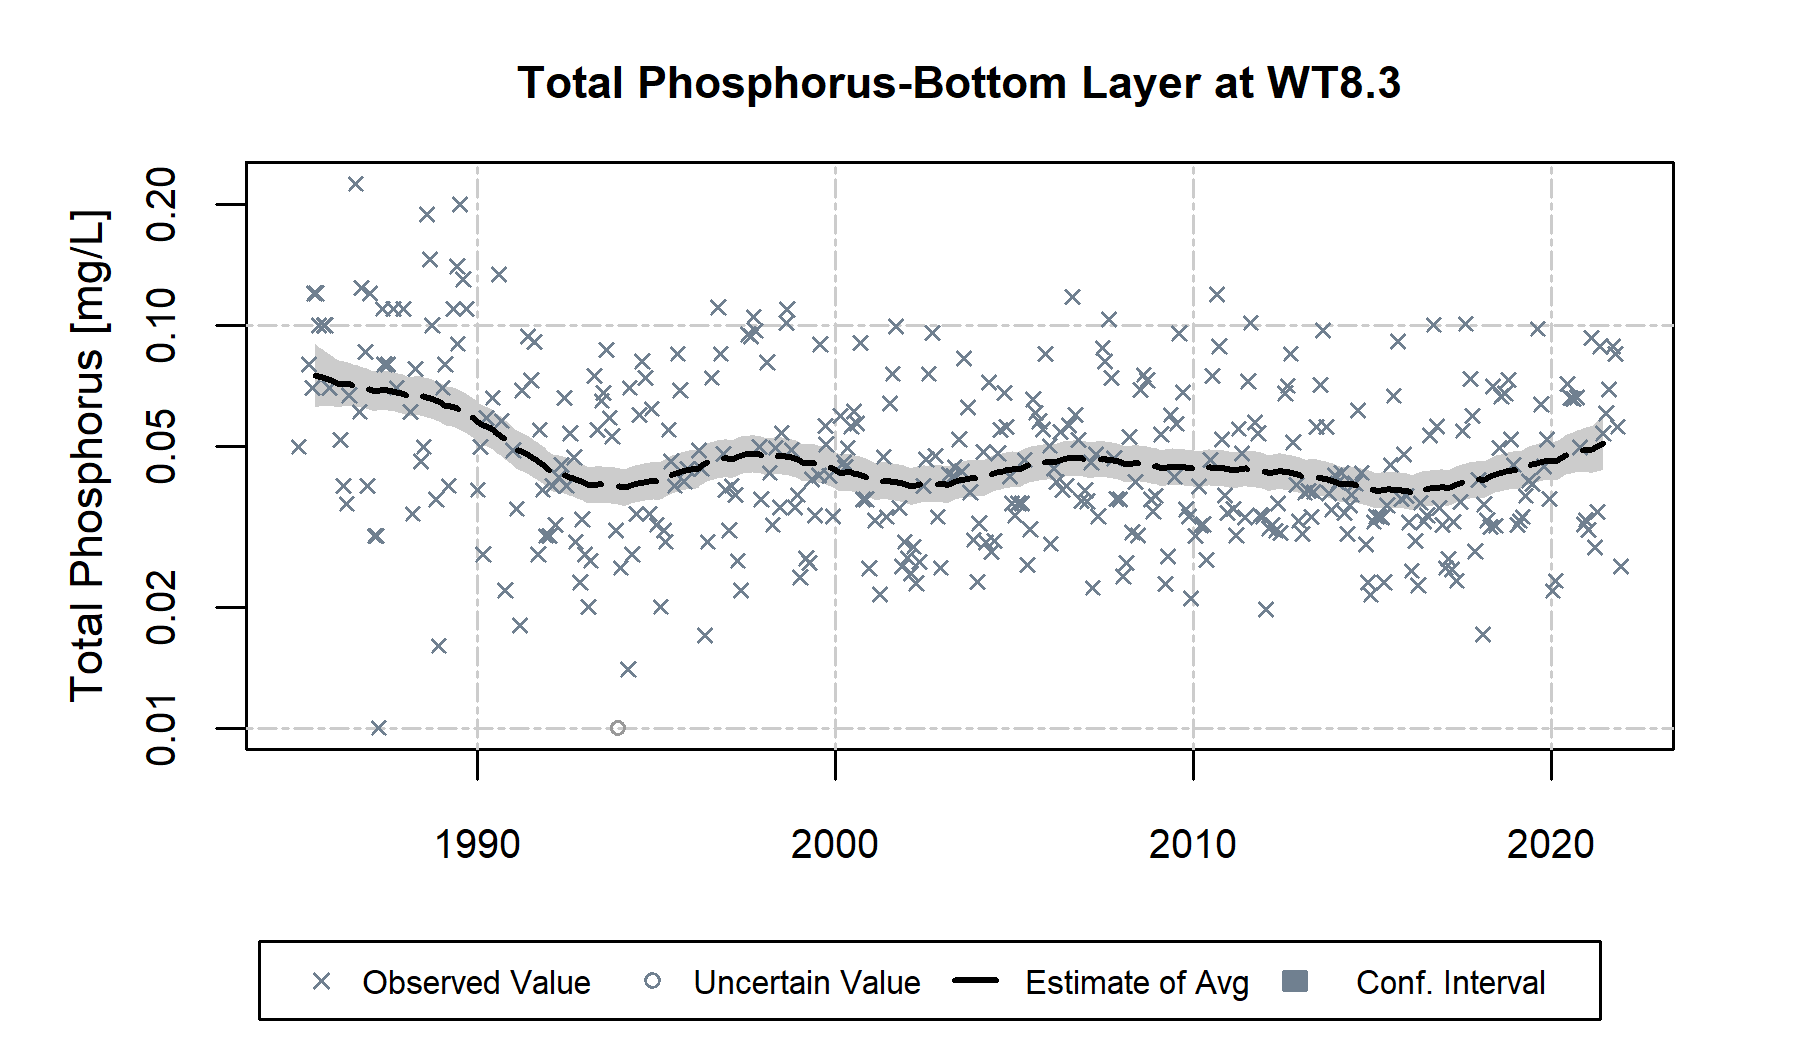 Total Phosphorus-Bottom Layer at WT8.3
Total Phosphorus [mg/L]
0.20
0.10
0.05
0.02
0.01
1990 2000 2010 2020
Observed Value Uncertain Value Estimate of Avg Conf. Interval